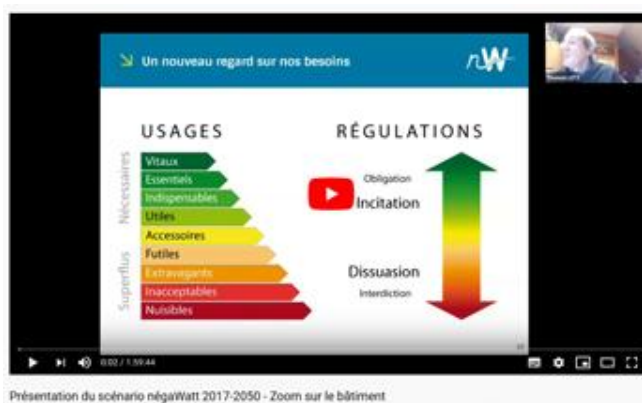 Un nouveau regard sur nos besoins
nW
USAGES
Nécessaires
Superflus
Vitaux
Essentiels
Indispensables
Utiles
Accessoires
Futiles
Extravagants
Inacceptables
Nuisibles
RÉGULATIONS
Obligation
Incitation
Dissuasion
Interdiction
0:02 / 1:59:44
Présentation du scénario négaWatt 2017-2050 - Zoom sur le bâtiment